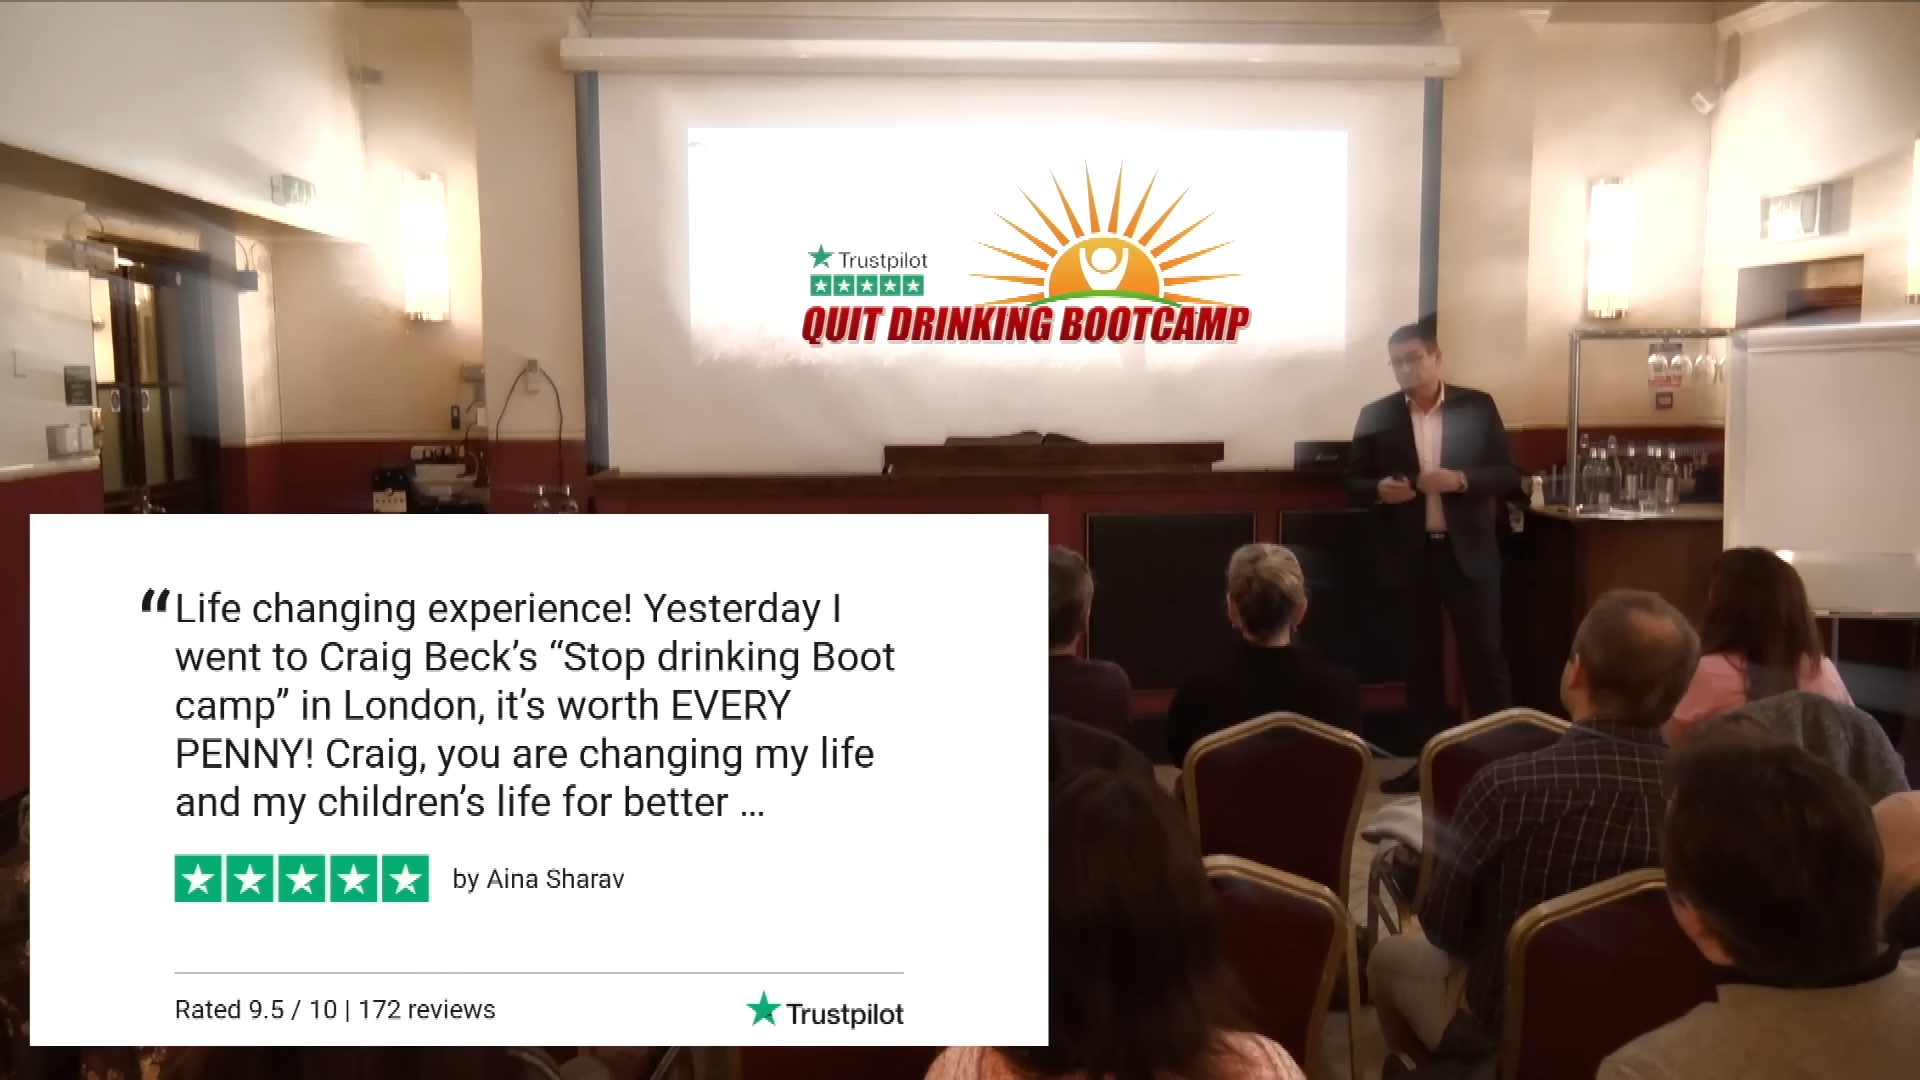 Trustpilot
QUIT DRINKING BOOTCAMP
“Life changing experience! Yesterday I
went to Craig Beck’s “Stop drinking Boot
camp” in London, it’s worth EVERY
PENNY! Craig, you are changing my life
and my children’s life for better ...
by Aina Sharav
Rated 9.5 / 10 | 172 reviews
Trustpilot